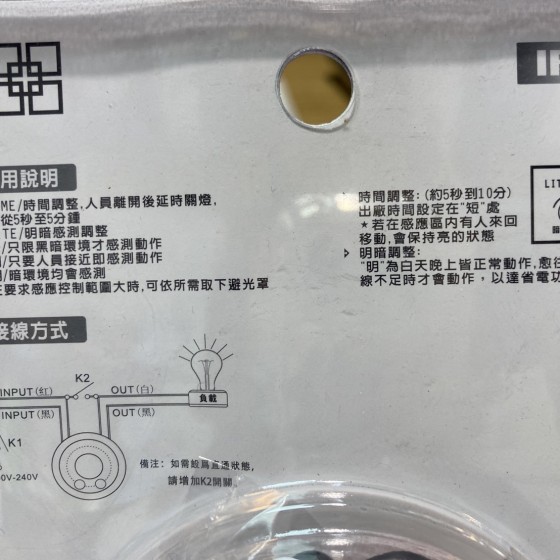 用說明
ME/時間調整,人員離開後延時關燈,
從5秒至5分鐘
TE/明暗感測調整
/只限黑暗環境才感測動作
/只要人員接近即感測動作
/暗環境均會感測
要求感應控制範圍大時,可依所需取下避光罩
接線方式
K2
INPUT(紅)
OUT(白)
INPUT(黑)
OUT(黑)
負載
K1
0V-240V
備注: 如需設爲直通狀態,
請增加K2開關
時間調整: (約5秒到10分)
出廠時間設定在"短"處
★若在感應區內有人來回
移動,會保持亮的狀態
明暗調整:
"明"為白天晚上皆正常動作,愈往
線不足時才會動作, 以達省電功
LIT
暗